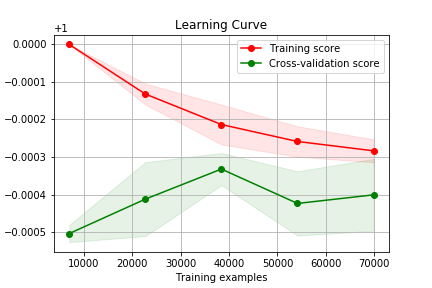 Learning Curve
+1
Training score
Cross-validation score
0.0000
−0.0001
−0.0002
−0.0003
−0.0004
−0.0005
10000 20000 30000 40000 50000 60000 70000
Training examples